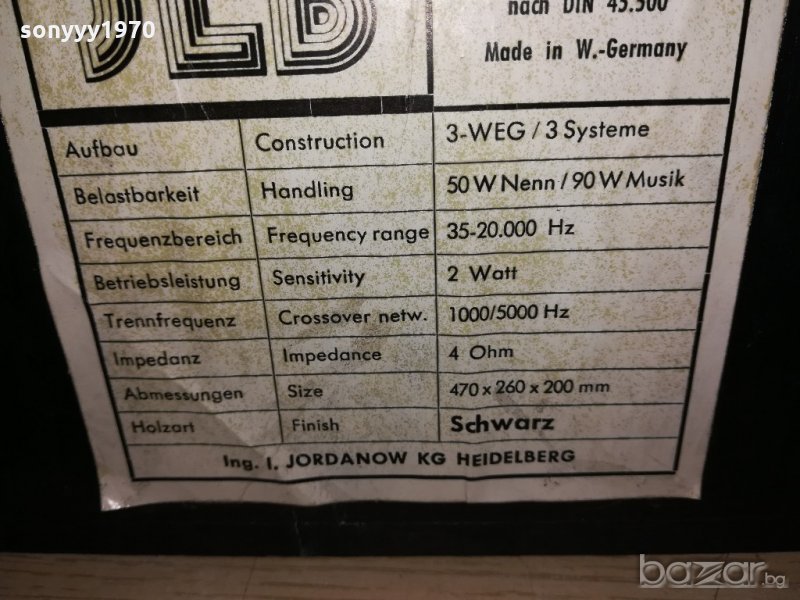 sonyyy1970
nach DIN 45.500
Made in W.-Germany
Aufbau Construction 3-WEG / 3 Systeme
Belastbarkeit Handling 50 W Nenn / 90 W Musik
Frequenzbereich Frequency range 35-20.000 Hz
Betriebsleistung Sensitivity 2 Watt
Trennfrequenz Crossover netw. 1000/5000 Hz
Impedanz Impedance 4 Ohm
Abmessungen Size 470 x 260 x 200 mm
Holzart Finish Schwarz
Ing. I. JORDANOW KG HEIDELBERG
bazar.bg